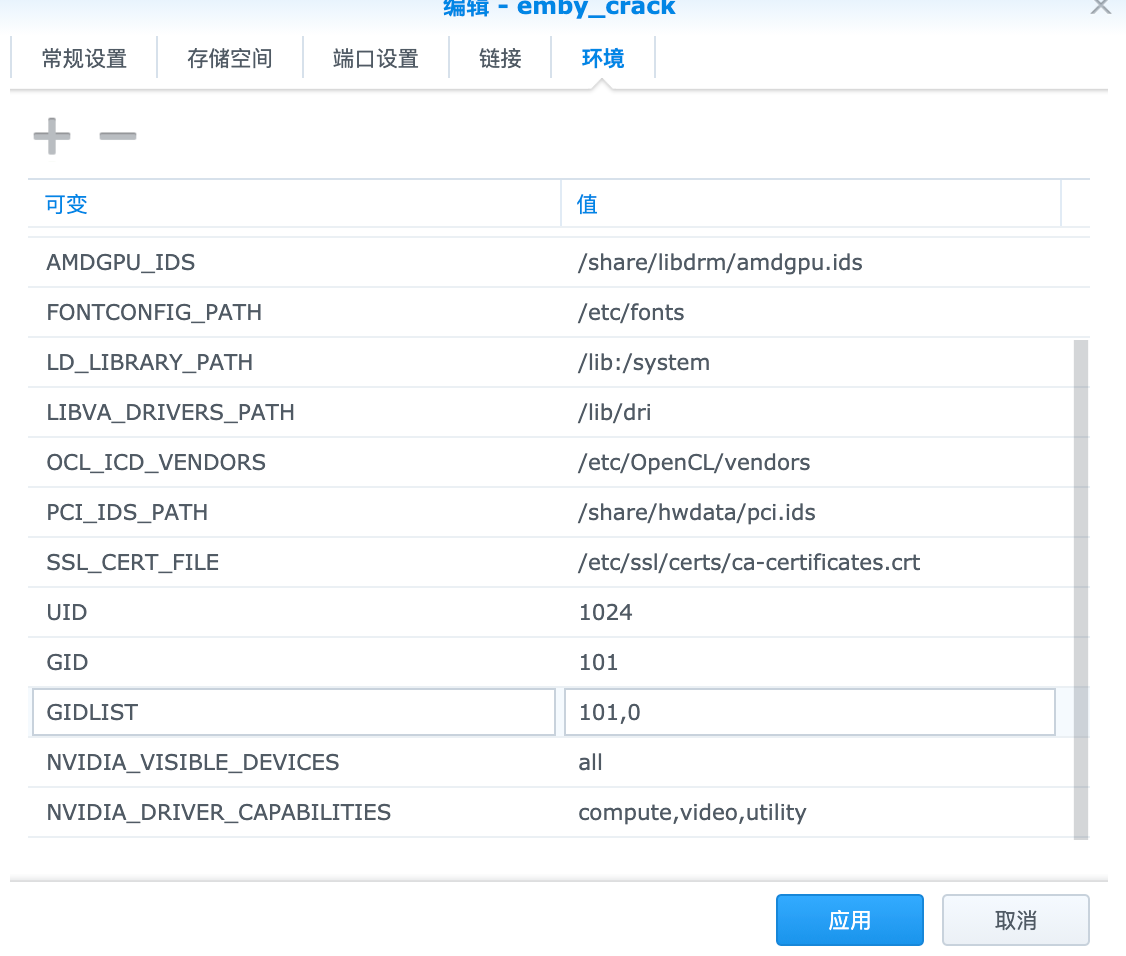 编辑 - emby_crack
常规设置 存储空间 端口设置 链接 环境
可变 值
AMDGPU_IDS /share/libdrm/amdgpu.ids
FONTCONFIG_PATH /etc/fonts
LD_LIBRARY_PATH /lib:/system
LIBVA_DRIVERS_PATH /lib/dri
OCL_ICD_VENDORS /etc/OpenCL/vendors
PCI_IDS_PATH /share/hwdata/pci.ids
SSL_CERT_FILE /etc/ssl/certs/ca-certificates.crt
UID 1024
GID 101
GIDLIST 101,0
NVIDIA_VISIBLE_DEVICES all
NVIDIA_DRIVER_CAPABILITIES compute,video,utility
应用 取消